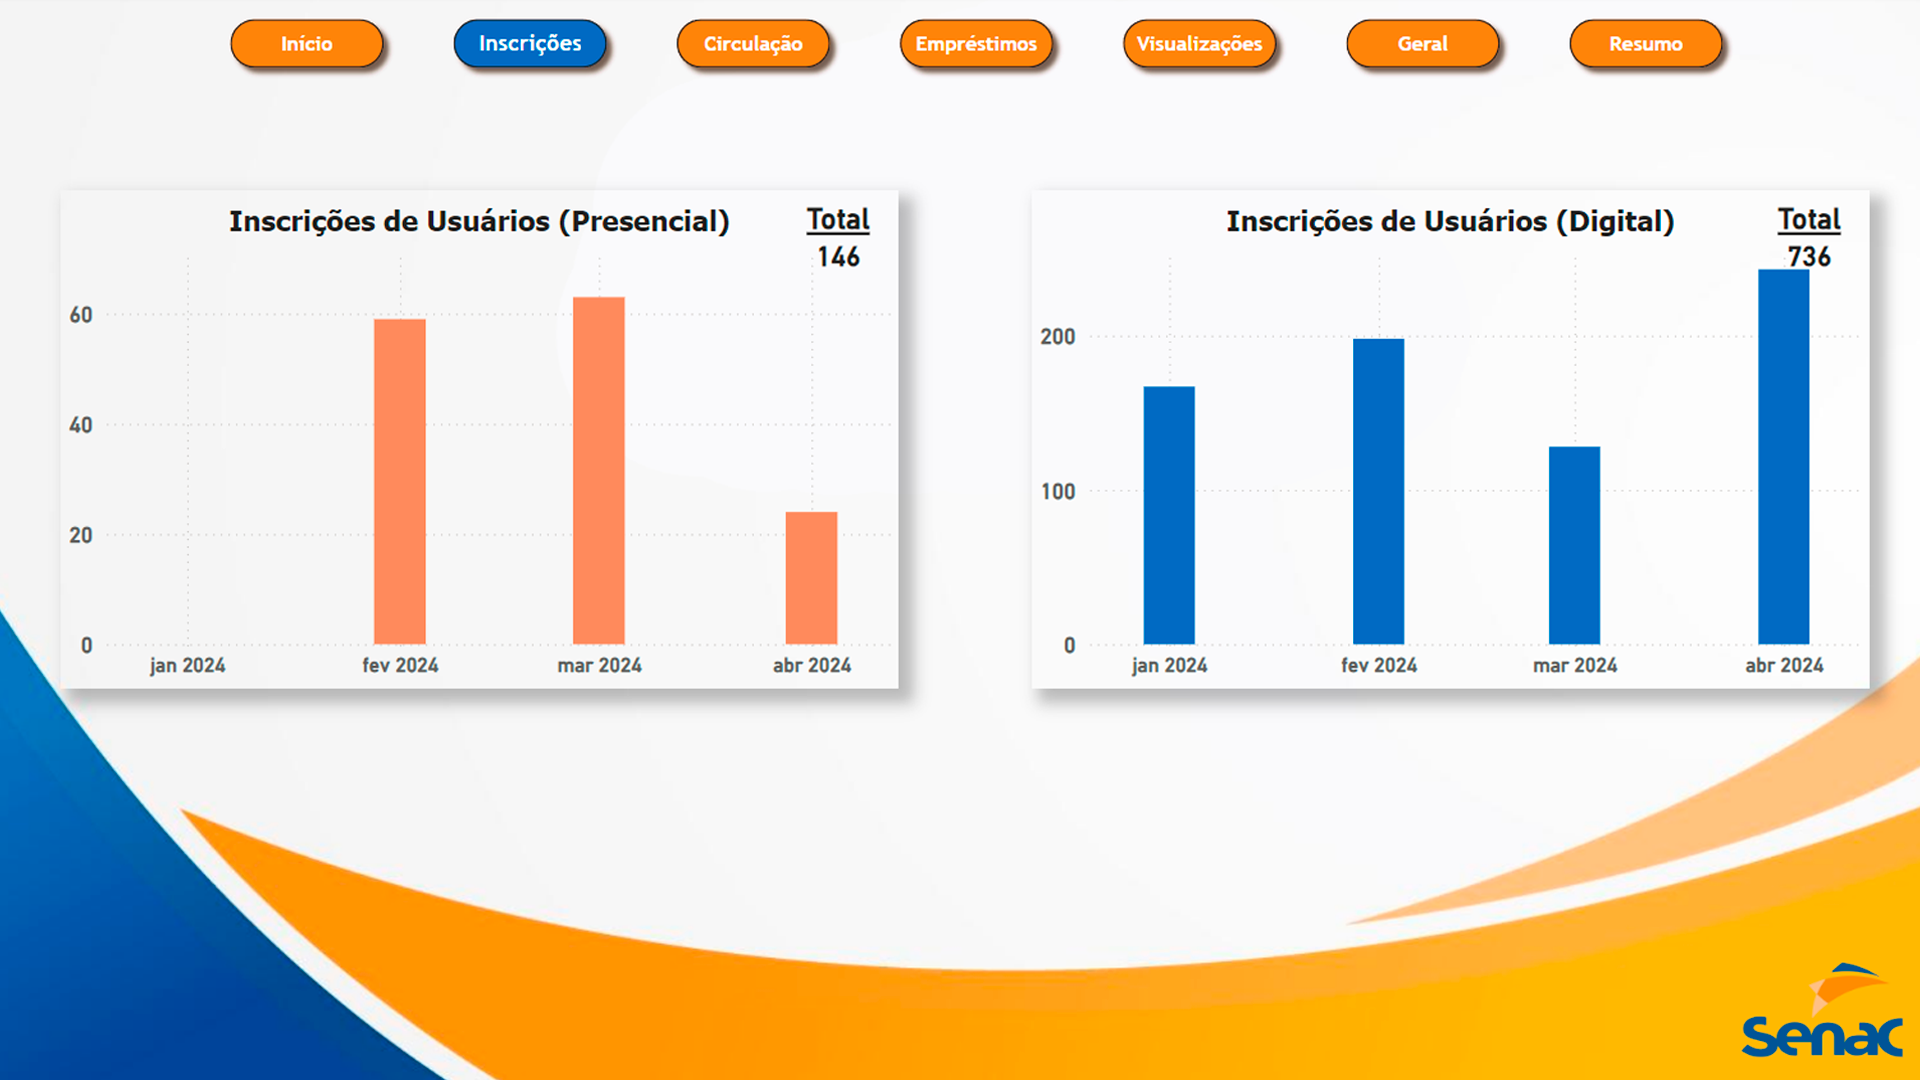 Início
Inscrições
Circulação
Empréstimos
Visualizações
Geral
Resumo
Inscrições de Usuários (Presencial)
Total
146
60
40
20
0
jan 2024
fev 2024
mar 2024
abr 2024
Inscrições de Usuários (Digital)
Total
736
200
100
0
jan 2024
fev 2024
mar 2024
abr 2024
Senac